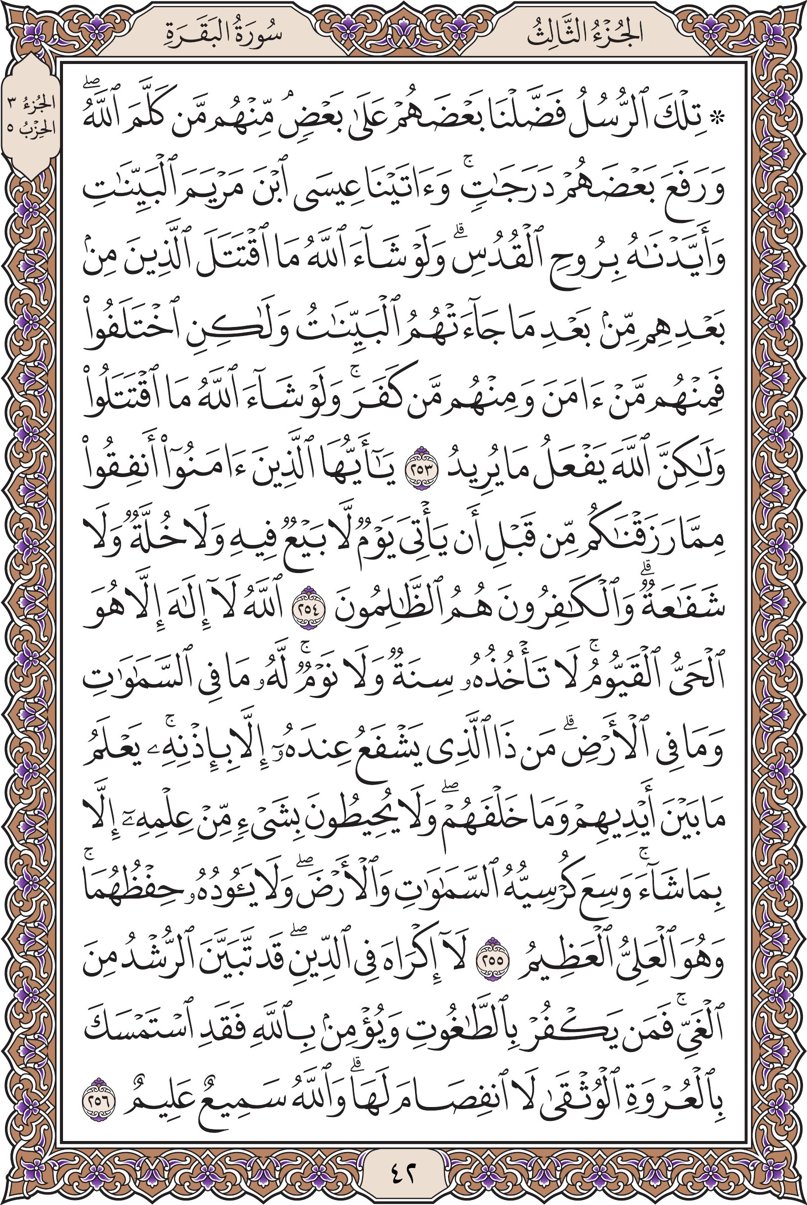 الجُزْءُ الثَّالِثُ
سُورَةُ البَقَرَةِ
الجُزْءُ ٣
الحِزْبُ ٥
۞ تِلْكَ ٱلرُّسُلُ فَضَّلْنَا بَعْضَهُمْ عَلَىٰ بَعْضٖۘ مِّنْهُم مَّن كَلَّمَ ٱللَّهُۖ
وَرَفَعَ بَعْضَهُمْ دَرَجَٰتٖۚ وَءَاتَيْنَا عِيسَى ٱبْنَ مَرْيَمَ ٱلْبَيِّنَٰتِ
وَأَيَّدْنَٰهُ بِرُوحِ ٱلْقُدُسِۗ وَلَوْ شَآءَ ٱللَّهُ مَا ٱقْتَتَلَ ٱلَّذِينَ مِنۢ
بَعْدِهِم مِّنۢ بَعْدِ مَا جَآءَتْهُمُ ٱلْبَيِّنَٰتُ وَلَٰكِنِ ٱخْتَلَفُوا۟
فَمِنْهُم مَّنْ ءَامَنَ وَمِنْهُم مَّن كَفَرَۚ وَلَوْ شَآءَ ٱللَّهُ مَا ٱقْتَتَلُوا۟
وَلَٰكِنَّ ٱللَّهَ يَفْعَلُ مَا يُرِيدُ ٢٥٣ يَٰٓأَيُّهَا ٱلَّذِينَ ءَامَنُوٓا۟ أَنفِقُوا۟
مِمَّا رَزَقْنَٰكُم مِّن قَبْلِ أَن يَأْتِىَ يَوْمٞ لَّا بَيْعٞ فِيهِ وَلَا خُلَّةٞ وَلَا
شَفَٰعَةٞۗ وَٱلْكَٰفِرُونَ هُمُ ٱلظَّٰلِمُونَ ٢٥٤ ٱللَّهُ لَآ إِلَٰهَ إِلَّا هُوَ
ٱلْحَىُّ ٱلْقَيُّومُۚ لَا تَأْخُذُهُۥ سِنَةٞ وَلَا نَوْمٞۚ لَّهُۥ مَا فِى ٱلسَّمَٰوَٰتِ
وَمَا فِى ٱلْأَرْضِۗ مَن ذَا ٱلَّذِى يَشْفَعُ عِندَهُۥٓ إِلَّا بِإِذْنِهِۦۚ يَعْلَمُ
مَا بَيْنَ أَيْدِيهِمْ وَمَا خَلْفَهُمْۖ وَلَا يُحِيطُونَ بِشَىْءٖ مِّنْ عِلْمِهِۦٓ إِلَّا
بِمَا شَآءَۚ وَسِعَ كُرْسِيُّهُ ٱلسَّمَٰوَٰتِ وَٱلْأَرْضَۖ وَلَا يَـُٔودُهُۥ حِفْظُهُمَاۚ
وَهُوَ ٱلْعَلِىُّ ٱلْعَظِيمُ ٢٥٥ لَآ إِكْرَاهَ فِى ٱلدِّينِۖ قَد تَّبَيَّنَ ٱلرُّشْدُ مِنَ
ٱلْغَىِّۚ فَمَن يَكْفُرْ بِٱلطَّٰغُوتِ وَيُؤْمِنۢ بِٱللَّهِ فَقَدِ ٱسْتَمْسَكَ
بِٱلْعُرْوَةِ ٱلْوُثْقَىٰ لَا ٱنفِصَامَ لَهَاۗ وَٱللَّهُ سَمِيعٌ عَلِيمٌ ٢٥٦
٤٢